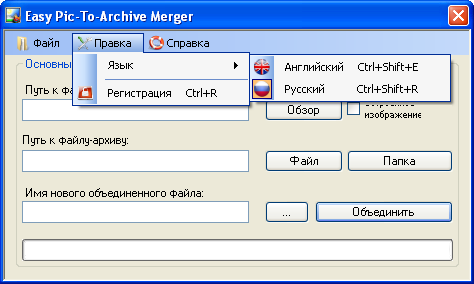 Easy Pic-To-Archive Merger
Файл Правка Справка
Основны
Язык
Английский Ctrl+Shift+E
Русский Ctrl+Shift+R
Регистрация Ctrl+R
Путь к фа
Обзор
изображение
Путь к файлу-архиву:
Файл Папка
Имя нового объединенного файла:
... Объединить